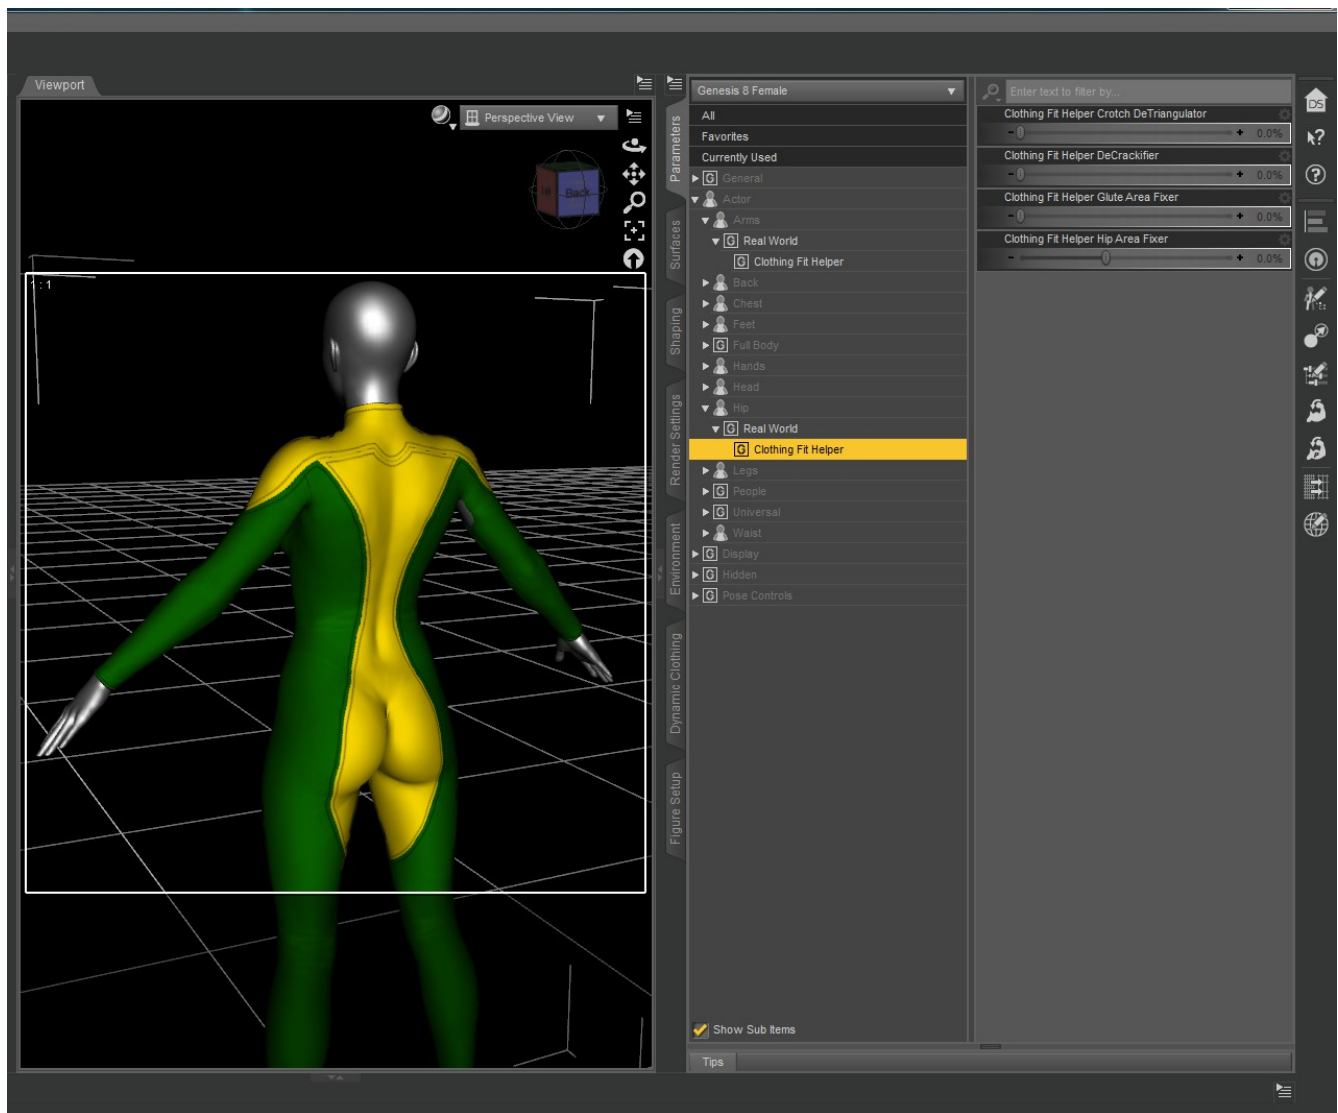 Viewport
Perspective View
Back
1 : 1
Parameters
Surfaces
Shaping
Render Settings
Environment
Dynamic Clothing
Figure Setup
Genesis 8 Female
All
Favorites
Currently Used
G General
Actor
Arms
G Real World
G Clothing Fit Helper
Back
Chest
Feet
G Full Body
Hands
Head
Hip
G Real World
G Clothing Fit Helper
Legs
G People
G Universal
Waist
G Display
G Hidden
G Pose Controls
Show Sub Items
Tips
Enter text to filter by...
Clothing Fit Helper Crotch DeTriangulator
- + 0.0%
Clothing Fit Helper DeCrackifier
- + 0.0%
Clothing Fit Helper Glute Area Fixer
- + 0.0%
Clothing Fit Helper Hip Area Fixer
- + 0.0%
DS
?
?